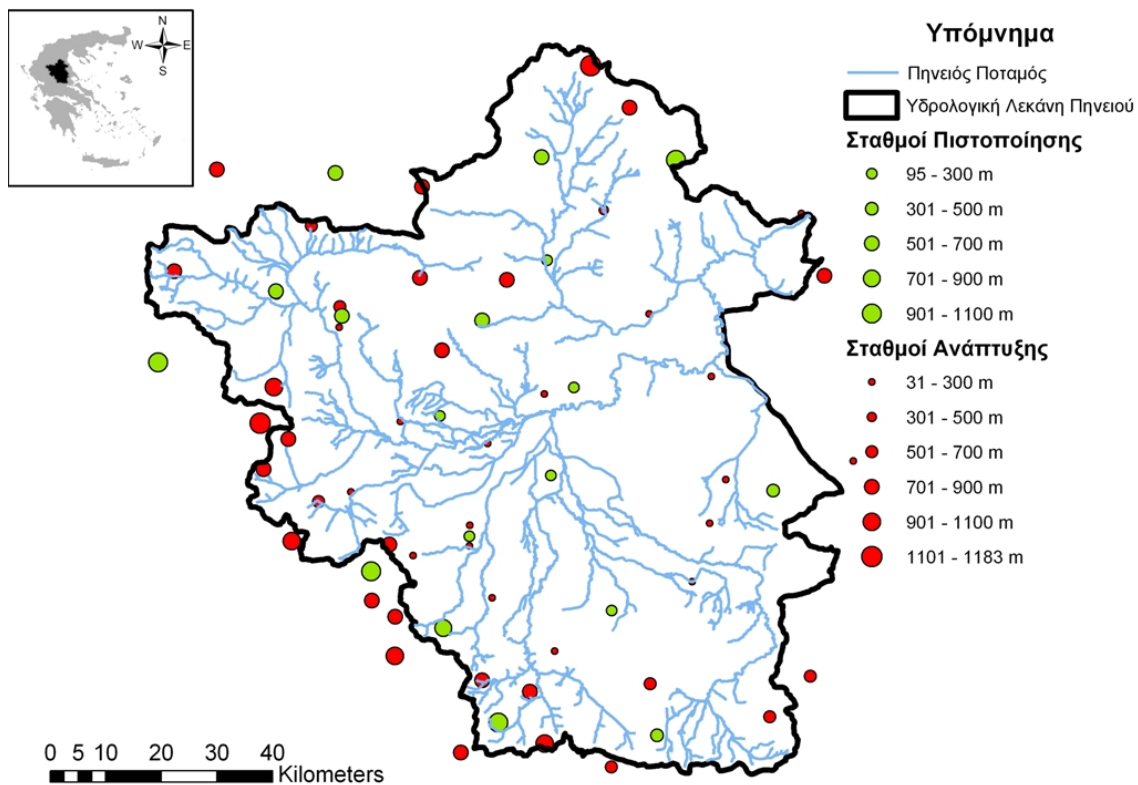 N
W E
S
Υπόμνημα
Πηνειός Ποταμός
Υδρολογική Λεκάνη Πηνειού
Σταθμοί Πιστοποίησης
95 - 300 m
301 - 500 m
501 - 700 m
701 - 900 m
901 - 1100 m
Σταθμοί Ανάπτυξης
31 - 300 m
301 - 500 m
501 - 700 m
701 - 900 m
901 - 1100 m
1101 - 1183 m
0 5 10 20 30 40
Kilometers